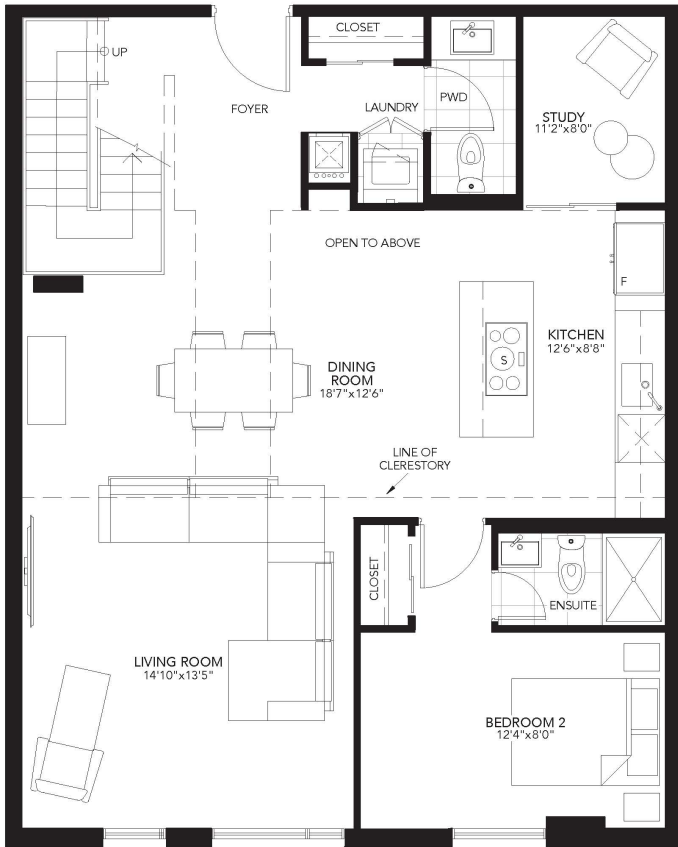 CLOSET
UP
FOYER
LAUNDRY
PWD
STUDY
11'2"x8'0"
OPEN TO ABOVE
F
KITCHEN
12'6"x8'8"
S
DINING
ROOM
18'7"x12'6"
LINE OF
CLERESTORY
CLOSET
ENSUITE
LIVING ROOM
14'10"x13'5"
BEDROOM 2
12'4"x8'0"